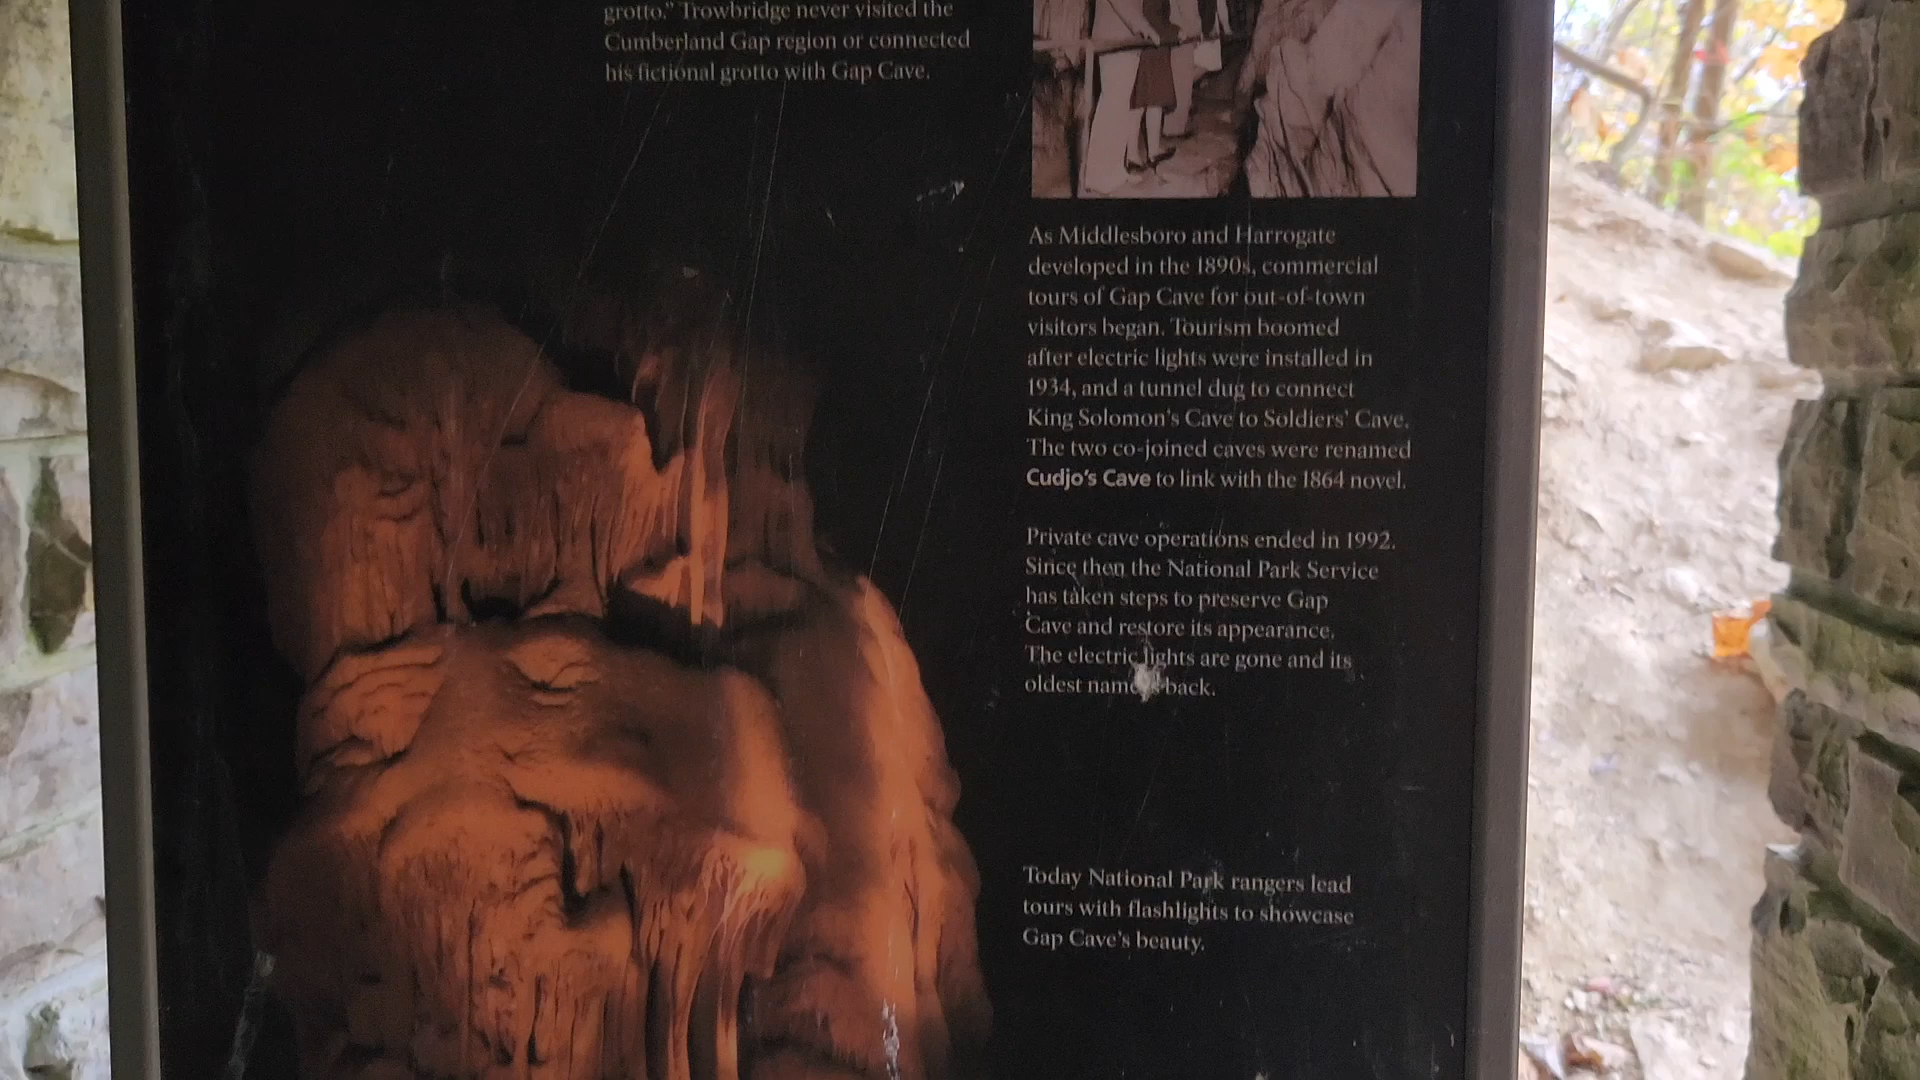 grotto." Trowbridge never visited the
Cumberland Gap region or connected
his fictional grotto with Gap Cave.
As Middlesboro and Harrogate
developed in the 1890s, commercial
tours of Gap Cave for out-of-town
visitors began. Tourism boomed
after electric lights were installed in
1934, and a tunnel dug to connect
King Solomon's Cave to Soldiers' Cave.
The two co-joined caves were renamed
Cudjo's Cave to link with the 1864 novel.
Private cave operations ended in 1992.
Since then the National Park Service
has taken steps to preserve Gap
Cave and restore its appearance.
The electric lights are gone and its
oldest name back.
Today National Park rangers lead
tours with flashlights to showcase
Gap Cave's beauty.